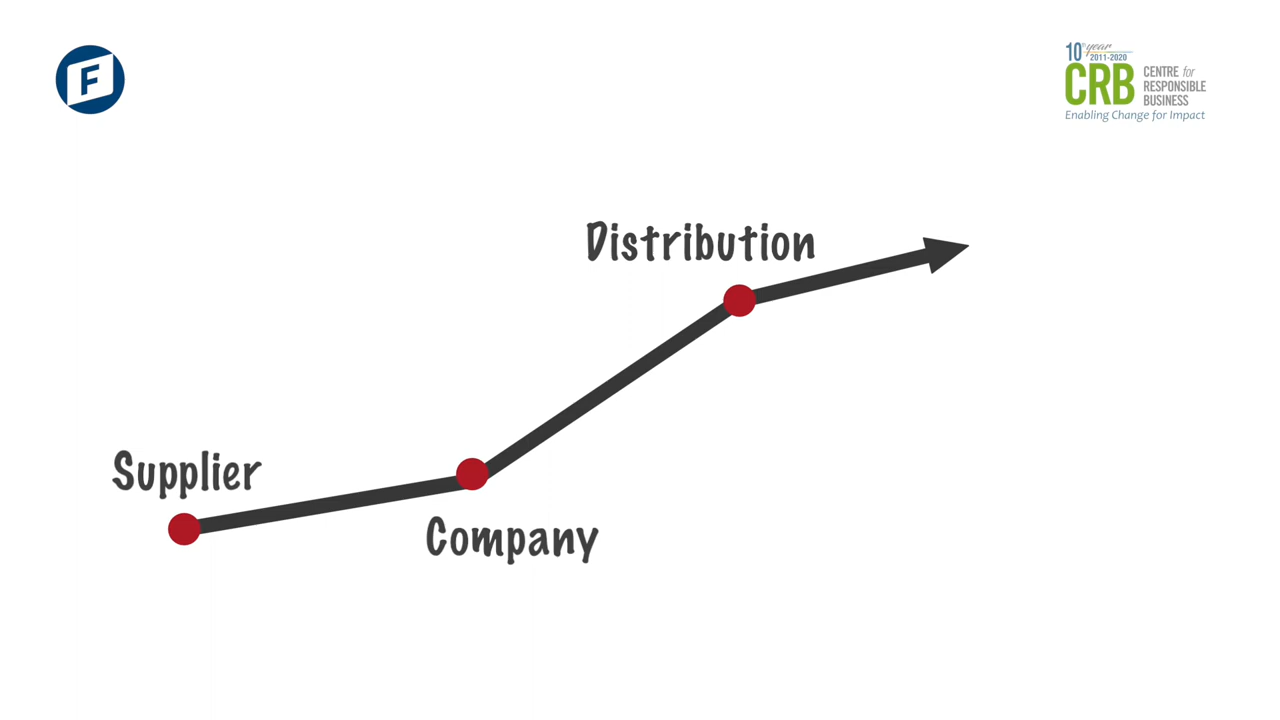 F
10th year
2011-2020
CRB
CENTRE for
RESPONSIBLE
BUSINESS
Enabling Change for Impact
Distribution
Supplier
Company